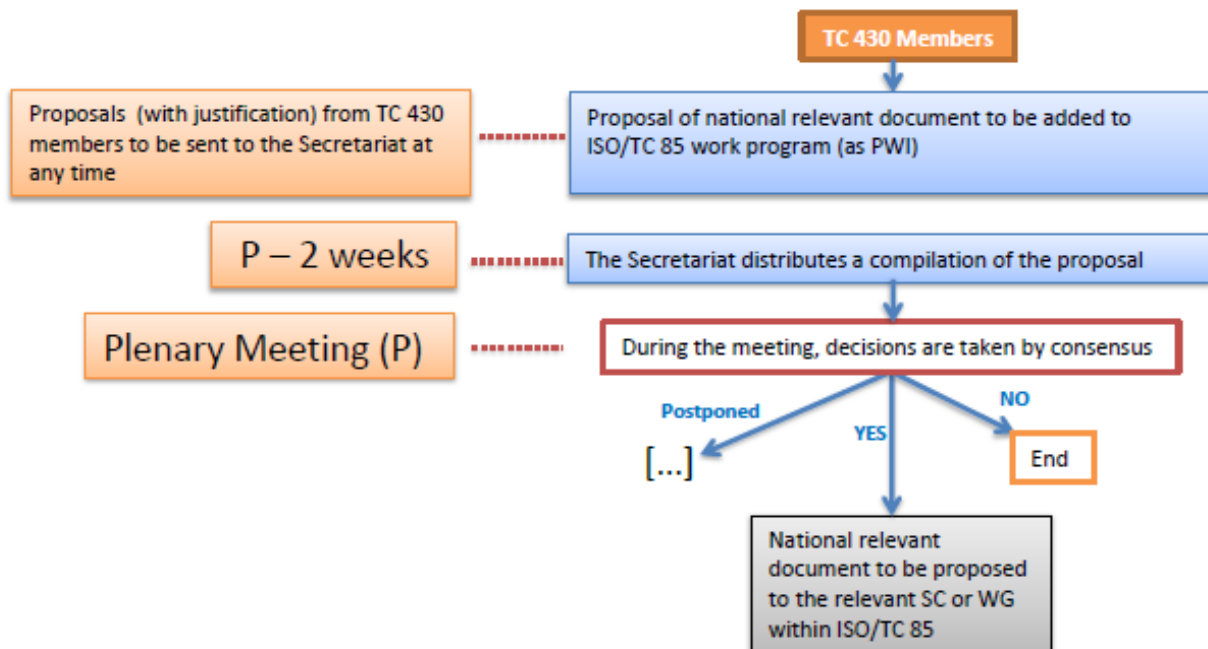 TC 430 Members
Proposals (with justification) from TC 430
members to be sent to the Secretariat at
any time
Proposal of national relevant document to be added to
ISO/TC 85 work program (as PWI)
P – 2 weeks
The Secretariat distributes a compilation of the proposal
Plenary Meeting (P)
During the meeting, decisions are taken by consensus
Postponed
YES
NO
[...]
End
National relevant
document to be proposed
to the relevant SC or WG
within ISO/TC 85